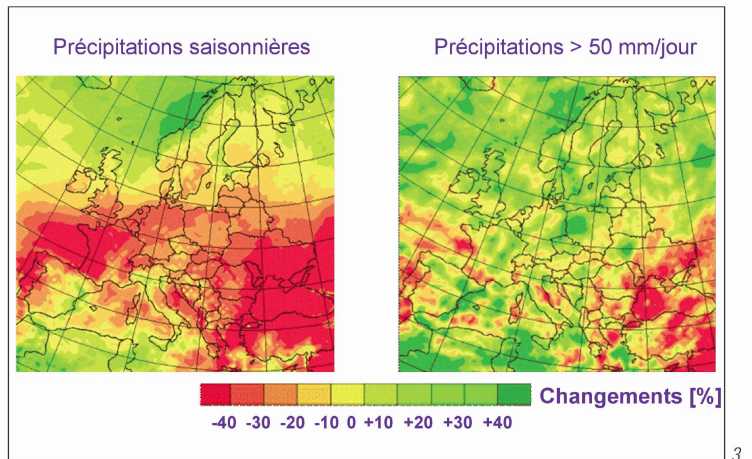 Précipitations saisonnières
Précipitations > 50 mm/jour
Changements [%]
-40 -30 -20 -10 0 +10 +20 +30 +40
3